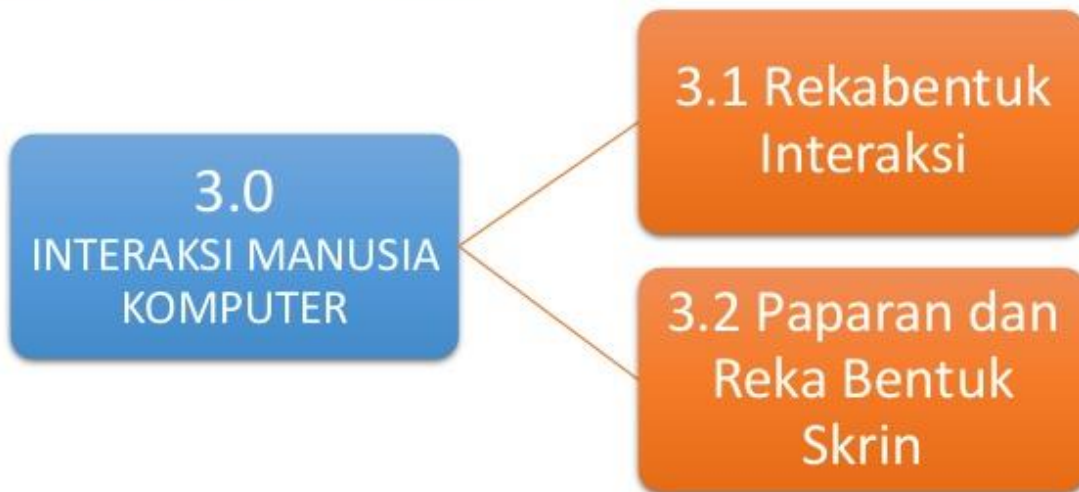 3.0
INTERAKSI MANUSIA
KOMPUTER
3.1 Rekabentuk
Interaksi
3.2 Paparan dan
Reka Bentuk
Skrin